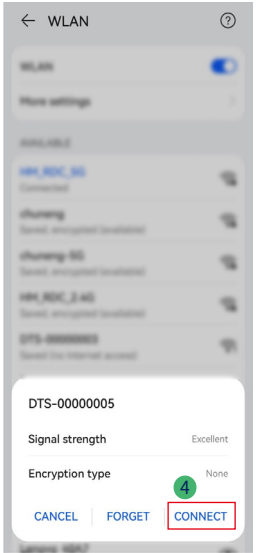 WLAN
WLAN
More settings
AVAILABLE
HM_RDC_5G
Connected
chuneng
Saved, encrypted (available)
chuneng-5G
Saved, encrypted (available)
HM_RDC_2.4G
Saved, encrypted (available)
DTS-00000003
Saved (no internet access)
DTS-00000005
Signal strength Excellent
Encryption type None
4
CANCEL FORGET CONNECT